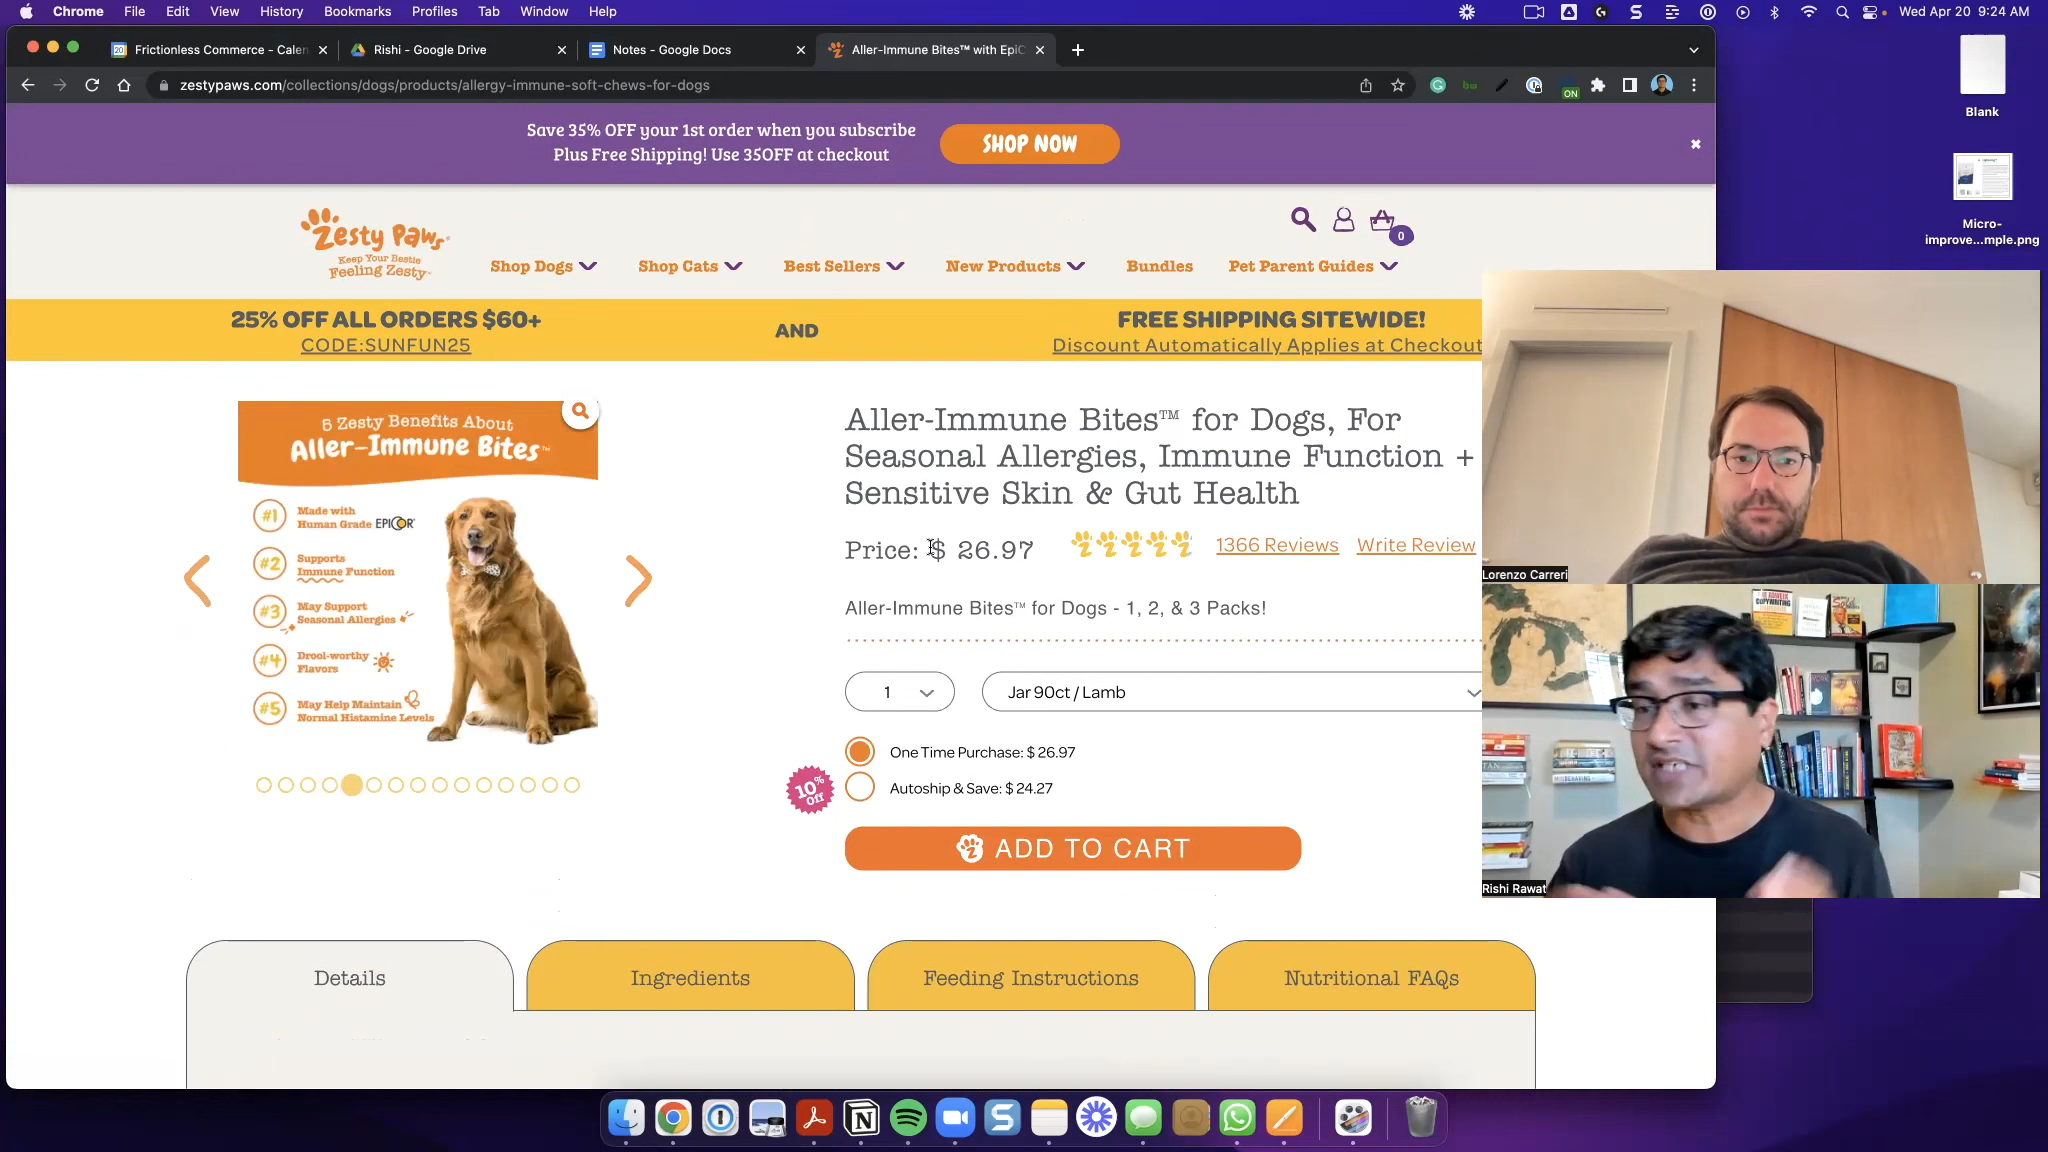 Chrome File Edit View History Bookmarks Profiles Tab Window Help
Wed Apr 20 9:24 AM
Frictionless Commerce - Calen
Rishi - Google Drive
Notes - Google Docs
Aller-Immune Bites™ with EpiC
zestypaws.com/collections/dogs/products/allergy-immune-soft-chews-for-dogs
ON
Blank
Micro-
improve...mple.png
Save 35% OFF your 1st order when you subscribe
Plus Free Shipping! Use 35OFF at checkout
SHOP NOW
Zesty Paws
Keep Your Bestie
Feeling Zesty™
0
Shop Dogs
Shop Cats
Best Sellers
New Products
Bundles
Pet Parent Guides
25% OFF ALL ORDERS $60+
CODE:SUNFUN25
AND
FREE SHIPPING SITEWIDE!
Discount Automatically Applies at Checkout
5 Zesty Benefits About
Aller-Immune Bites™
#1 Made with
Human Grade EPICOR
#2 Supports
Immune Function
#3 May Support
Seasonal Allergies
#4 Drool-worthy
Flavors
#5 May Help Maintain
Normal Histamine Levels
Aller-Immune Bites™ for Dogs, For
Seasonal Allergies, Immune Function +
Sensitive Skin & Gut Health
Price: $ 26.97
1366 Reviews
Write Review
Aller-Immune Bites™ for Dogs - 1, 2, & 3 Packs!
1
Jar 90ct / Lamb
One Time Purchase: $ 26.97
10% Off
Autoship & Save: $ 24.27
ADD TO CART
Details
Ingredients
Feeding Instructions
Nutritional FAQs
Lorenzo Carreri
COPYWRITING
Rishi Rawat